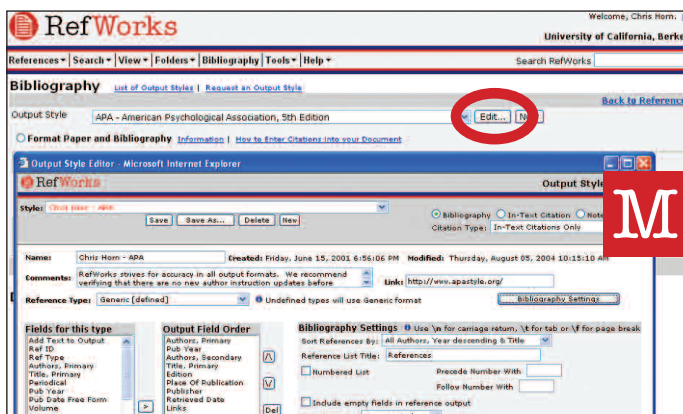 Welcome, Chris Horn.
RefWorks
University of California, Berke
References Search View Folders Bibliography Tools Help Search RefWorks
Bibliography List of Output Styles | Request an Output Style
Back to Reference
Output Style APA - American Psychological Association, 5th Edition Edit...
Format Paper and Bibliography Information | How to Enter Citations into your Document
Output Style Editor - Microsoft Internet Explorer
RefWorks Output Style
Style: Chris Horn - APA
Save Save As... Delete New
Bibliography In-Text Citation Note
Citation Type: In-Text Citations Only
M
Name: Chris Horn - APA Created: Friday, June 15, 2001 6:56:06 PM Modified: Thursday, August 05, 2004 10:15:10 AM
Comments: RefWorks strives for accuracy in all output formats. We recommend
verifying that there are no new author instruction updates before
Link: http://www.apastyle.org/
Reference Type: Generic [defined] Undefined types will use Generic format Bibliography Settings
Fields for this type
Add Text to Output
Ref ID
Ref Type
Authors, Primary
Title, Primary
Periodical
Pub Year
Pub Date Free Form
Volume
>
Output Field Order
Authors, Primary
Pub Year
Authors, Secondary
Title, Primary
Edition
Place Of Publication
Publisher
Retrieved Date
Links
Del
Bibliography Settings Use \n for carriage return, \t for tab or \f for page break
Sort References By: All Authors, Year descending & Title
Reference List Title: References
Numbered List Precede Number With
Follow Number With
Include empty fields in reference output